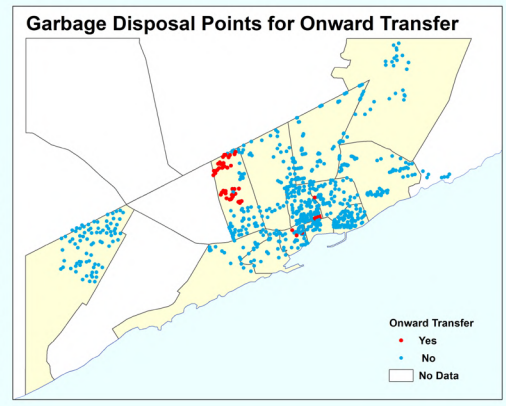 Garbage Disposal Points for Onward Transfer
Onward Transfer
Yes
No
No Data